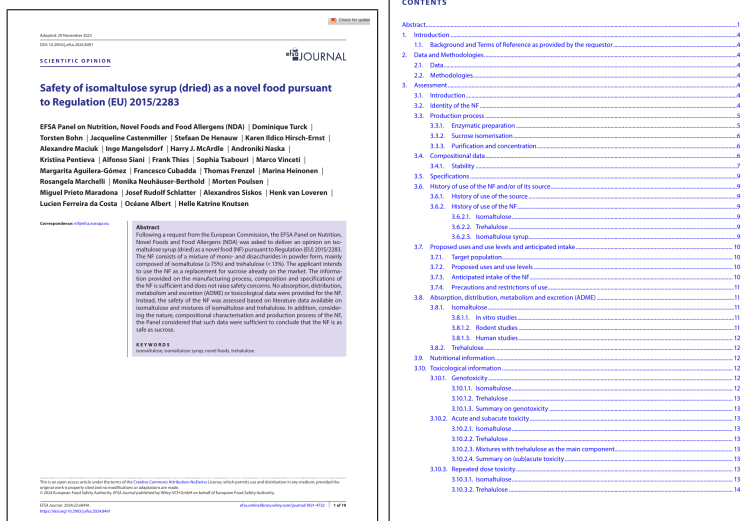 Check for updates
Adopted: 29 November 2023
DOI: 10.2903/j.efsa.2024.8491
SCIENTIFIC OPINION
efsa JOURNAL
Safety of isomaltulose syrup (dried) as a novel food pursuant
to Regulation (EU) 2015/2283
EFSA Panel on Nutrition, Novel Foods and Food Allergens (NDA) | Dominique Turck |
Torsten Bohn | Jacqueline Castenmiller | Stefaan De Henauw | Karen Ildico Hirsch-Ernst |
Alexandre Maciuk | Inge Mangelsdorf | Harry J. McArdle | Androniki Naska |
Kristina Pentieva | Alfonso Siani | Frank Thies | Sophia Tsabouri | Marco Vinceti |
Margarita Aguilera-Gómez | Francesco Cubadda | Thomas Frenzel | Marina Heinonen |
Rosangela Marchelli | Monika Neuhäuser-Berthold | Morten Poulsen |
Miguel Prieto Maradona | Josef Rudolf Schlatter | Alexandros Siskos | Henk van Loveren |
Lucien Ferreira da Costa | Océane Albert | Helle Katrine Knutsen
Correspondence: nif@efsa.europa.eu
Abstract
Following a request from the European Commission, the EFSA Panel on Nutrition,
Novel Foods and Food Allergens (NDA) was asked to deliver an opinion on iso-
maltulose syrup (dried) as a novel food (NF) pursuant to Regulation (EU) 2015/2283.
The NF consists of a mixture of mono- and disaccharides in powder form, mainly
composed of isomaltulose (≥75%) and trehalulose (<13%). The applicant intends
to use the NF as a replacement for sucrose already on the market. The informa-
tion provided on the manufacturing process, composition and specifications of
the NF is sufficient and does not raise safety concerns. No absorption, distribution,
metabolism and excretion (ADME) or toxicological data were provided for the NF.
Instead, the safety of the NF was assessed based on literature data available on
isomaltulose and mixtures of isomaltulose and trehalulose. In addition, consider-
ing the nature, compositional characterisation and production process of the NF,
the Panel considered that such data were sufficient to conclude that the NF is as
safe as sucrose.
KEYWORDS
isomaltulose, isomaltulose syrup, novel foods, trehalulose
This is an open access article under the terms of the Creative Commons Attribution-NoDerivs License, which permits use and distribution in any medium, provided the
original work is properly cited and no modifications or adaptations are made.
© 2024 European Food Safety Authority. EFSA Journal published by Wiley-VCH GmbH on behalf of European Food Safety Authority.
EFSA Journal. 2024;22:e8491. efsa.onlinelibrary.wiley.com/journal/1831-4732 | 1 of 19
https://doi.org/10.2903/j.efsa.2024.8491
CONTENTS
Abstract 1
1. Introduction 4
1.1. Background and Terms of Reference as provided by the requestor 4
2. Data and Methodologies 4
2.1. Data 4
2.2. Methodologies 4
3. Assessment 4
3.1. Introduction 4
3.2. Identity of the NF 4
3.3. Production process 5
3.3.1. Enzymatic preparation 5
3.3.2. Sucrose isomerisation 6
3.3.3. Purification and concentration 6
3.4. Compositional data 6
3.4.1. Stability 7
3.5. Specifications 9
3.6. History of use of the NF and/or of its source 9
3.6.1. History of use of the source 9
3.6.2. History of use of the NF 9
3.6.2.1. Isomaltulose 9
3.6.2.2. Trehalulose 9
3.6.2.3. Isomaltulose syrup 9
3.7. Proposed uses and use levels and anticipated intake 10
3.7.1. Target population 10
3.7.2. Proposed uses and use levels 10
3.7.3. Anticipated intake of the NF 10
3.7.4. Precautions and restrictions of use 11
3.8. Absorption, distribution, metabolism and excretion (ADME) 11
3.8.1. Isomaltulose 11
3.8.1.1. In vitro studies 11
3.8.1.2. Rodent studies 11
3.8.1.3. Human studies 12
3.8.2. Trehalulose 12
3.9. Nutritional information 12
3.10. Toxicological information 12
3.10.1. Genotoxicity 12
3.10.1.1. Isomaltulose 12
3.10.1.2. Trehalulose 13
3.10.1.3. Summary on genotoxicity 13
3.10.2. Acute and subacute toxicity 13
3.10.2.1. Isomaltulose 13
3.10.2.2. Trehalulose 13
3.10.2.3. Mixtures with trehalulose as the main component 13
3.10.2.4. Summary on (sub)acute toxicity 13
3.10.3. Repeated dose toxicity 13
3.10.3.1. Isomaltulose 13
3.10.3.2. Trehalulose 14